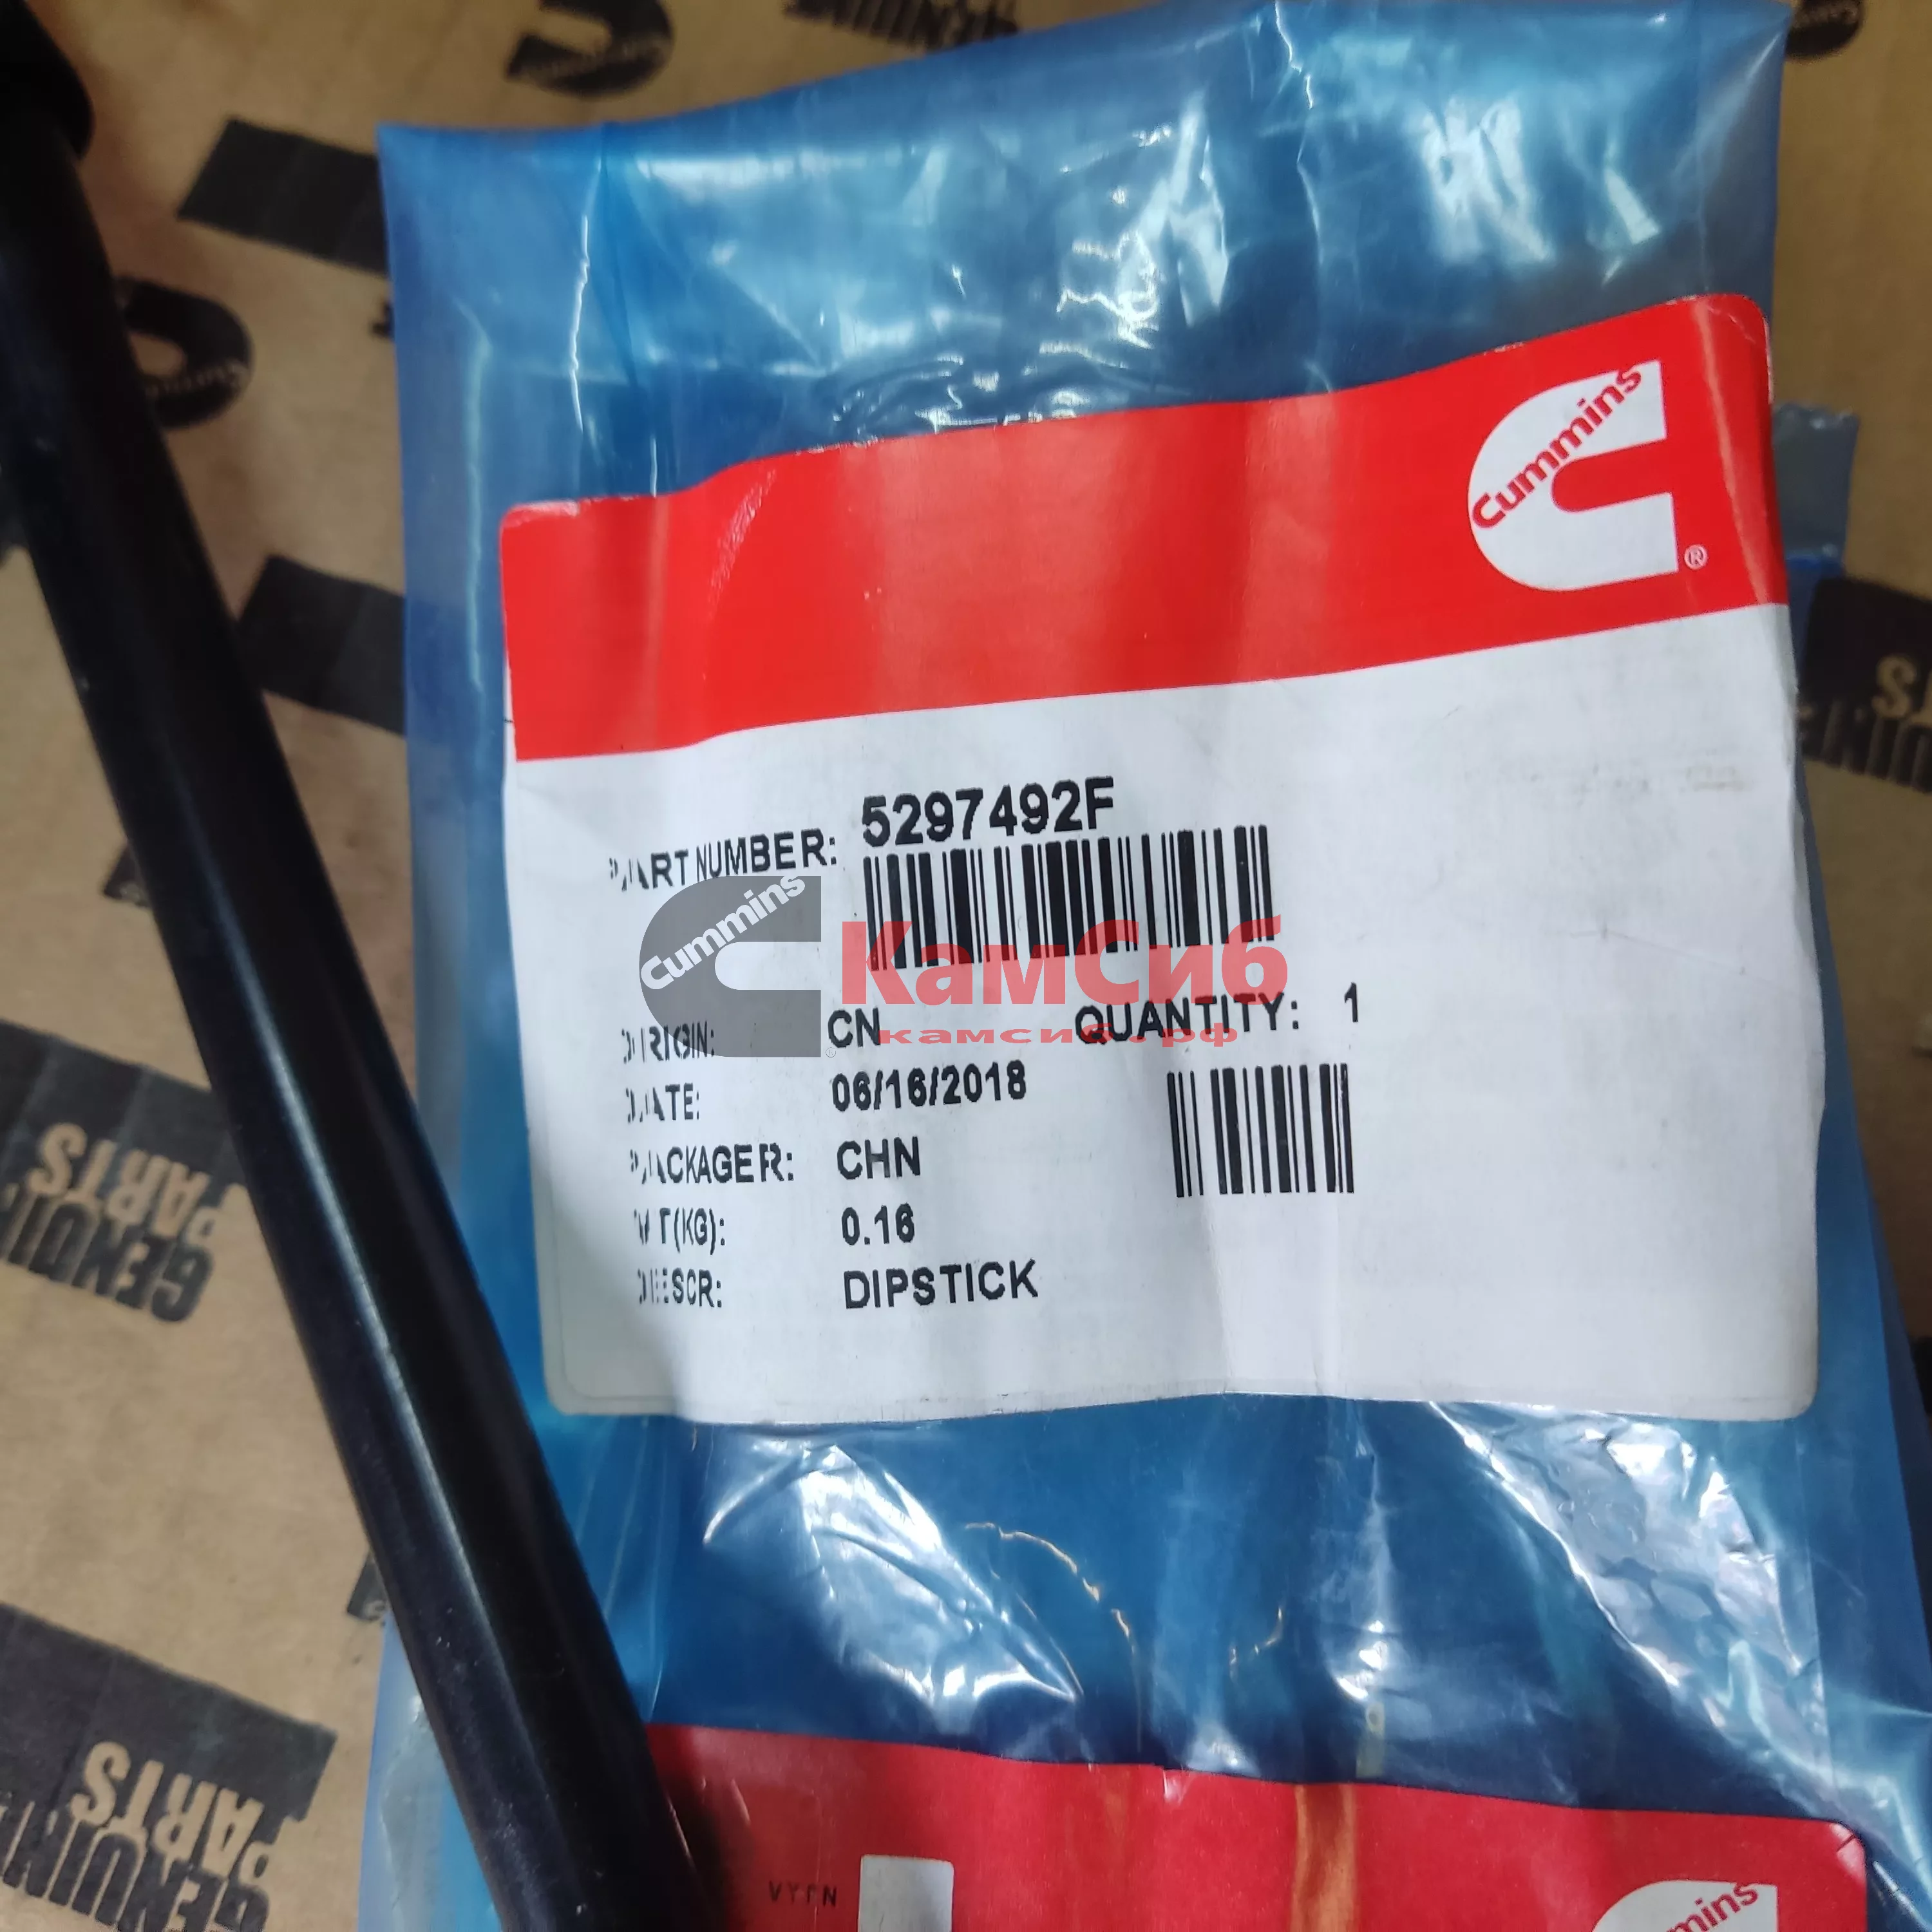 Cummins
Cummins
®
PART NUMBER: 5297492F
Cummins
КамСиб
камсиб.рф
ORIGIN: CN QUANTITY: 1
DATE: 06/16/2018
PACKAGER: CHN
WT(KG): 0.16
DESCR: DIPSTICK
GENUINE
PARTS
GENUINE
PARTS
Cummins